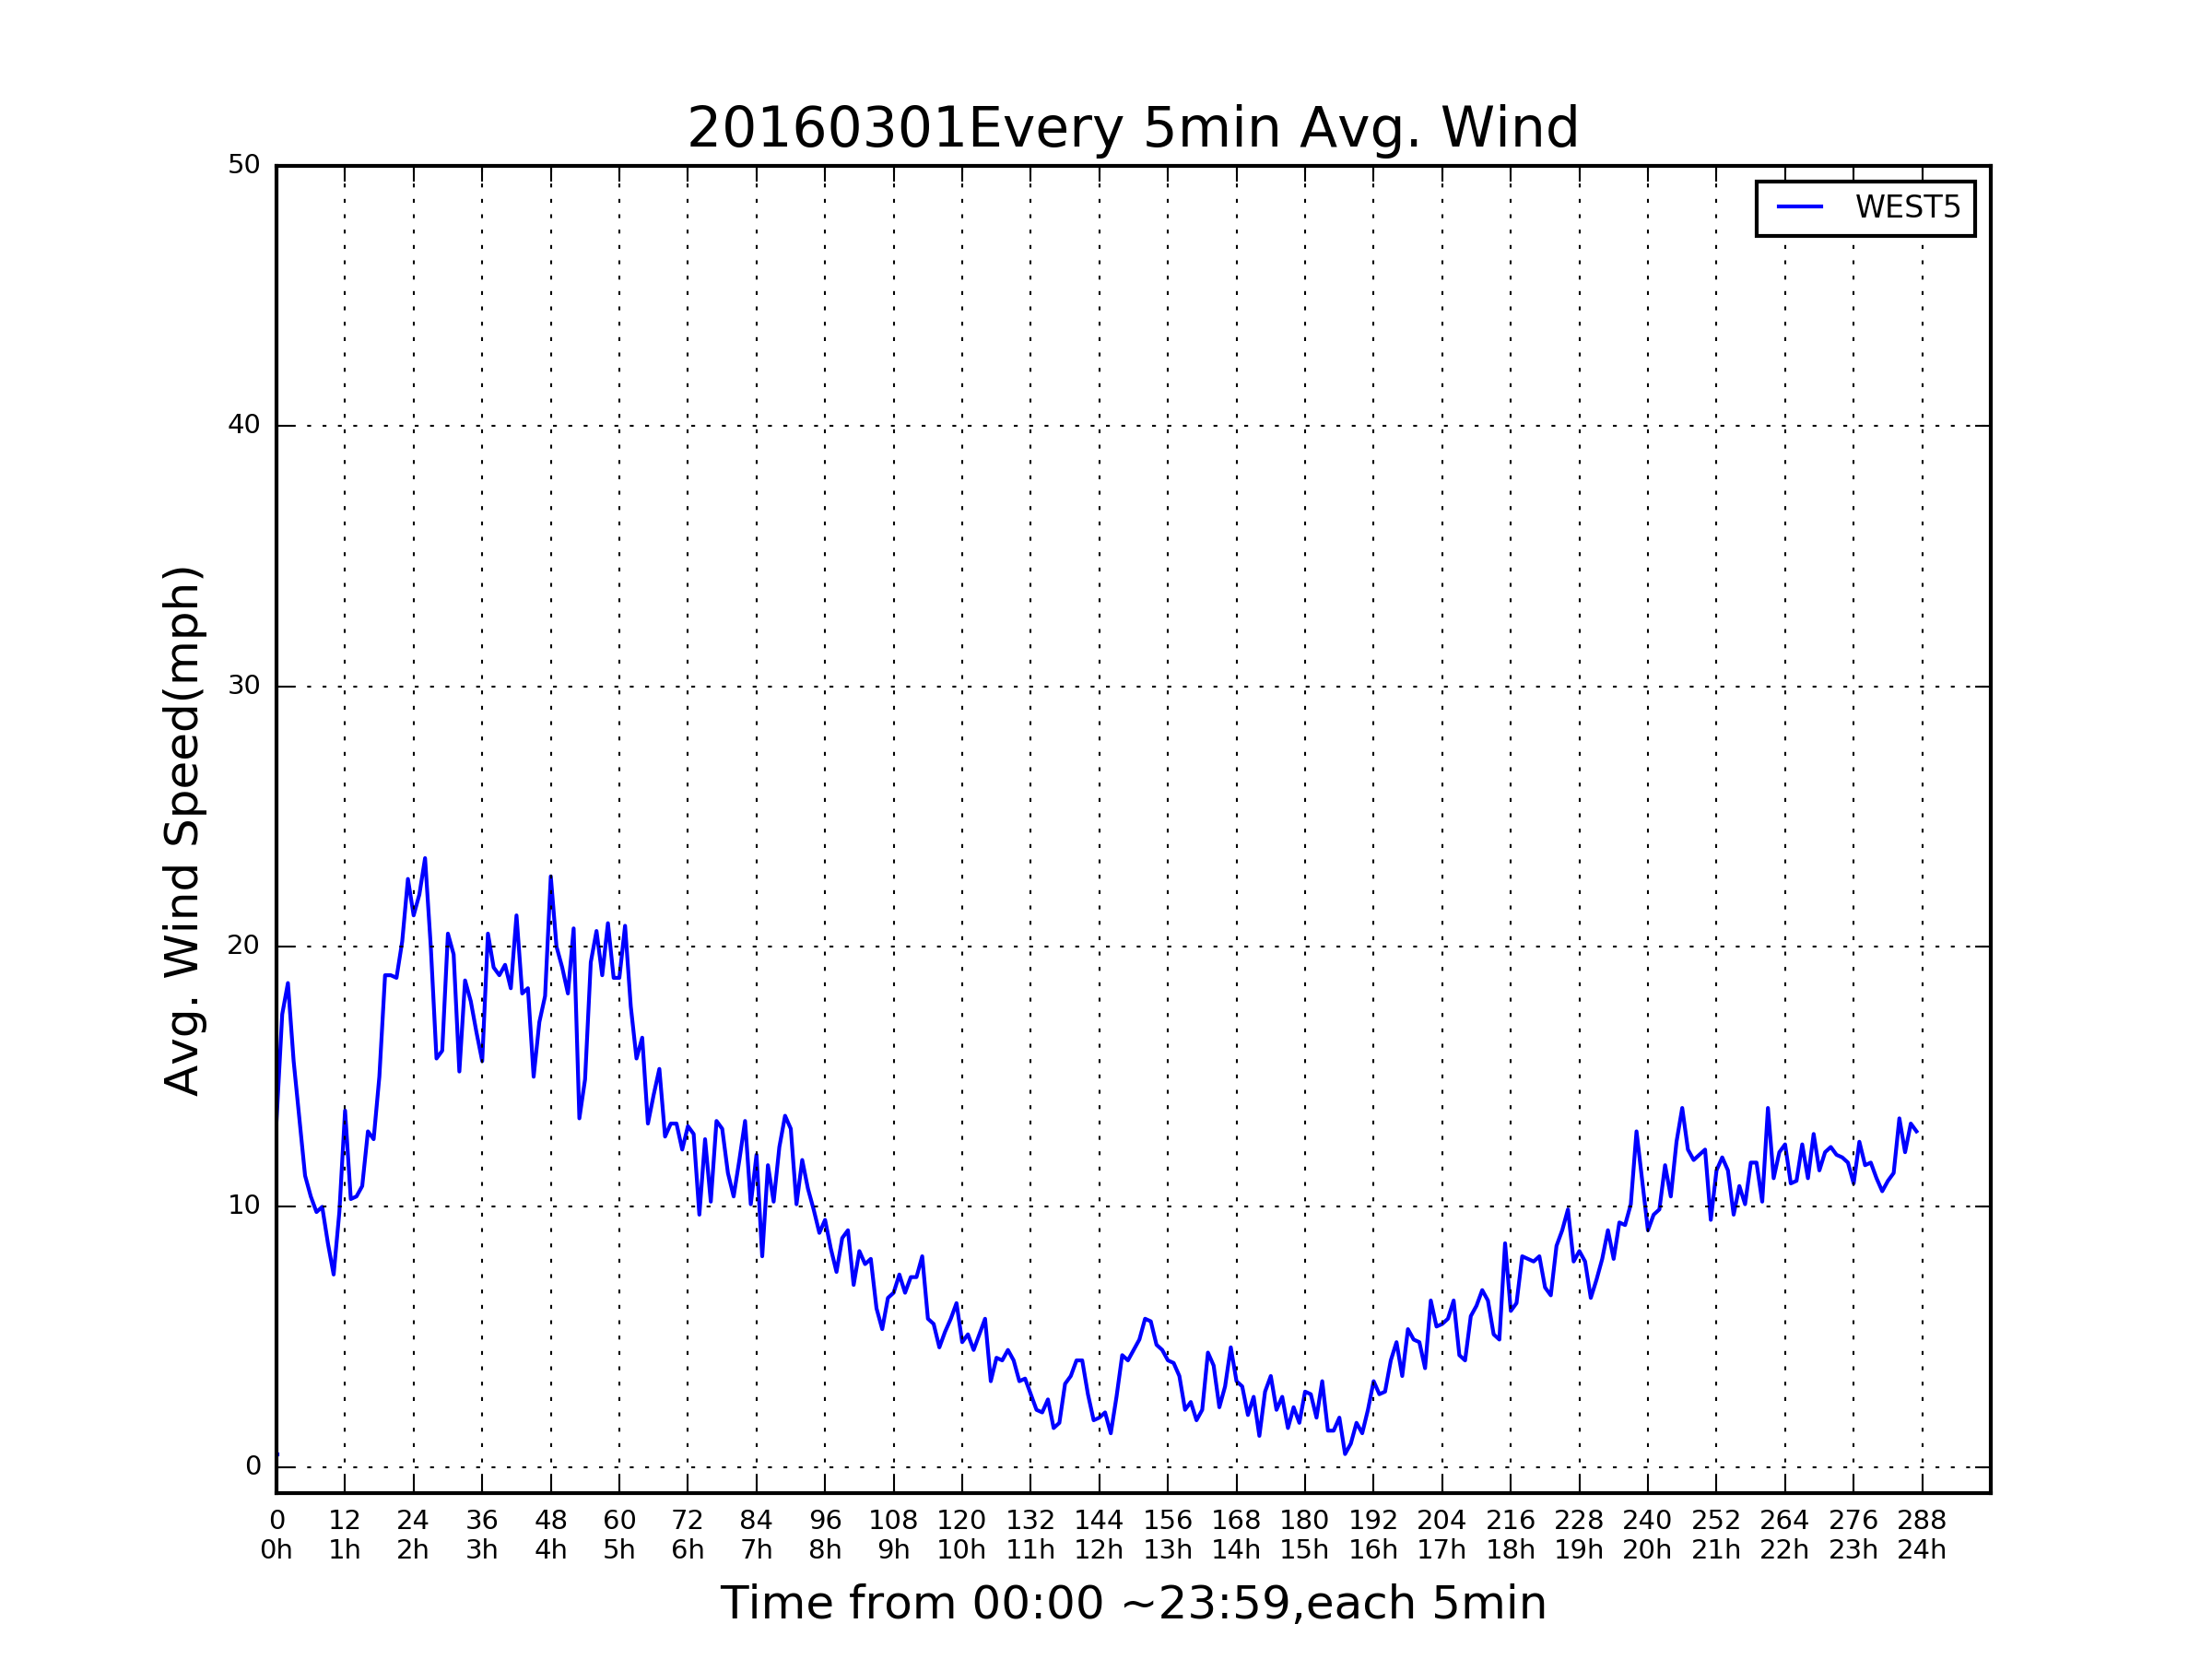 20160301Every 5min Avg. Wind
WEST5
Avg. Wind Speed(mph)
50
40
30
20
10
0
0 12 24 36 48 60 72 84 96 108 120 132 144 156 168 180 192 204 216 228 240 252 264 276 288
0h 1h 2h 3h 4h 5h 6h 7h 8h 9h 10h 11h 12h 13h 14h 15h 16h 17h 18h 19h 20h 21h 22h 23h 24h
Time from 00:00 ~23:59,each 5min